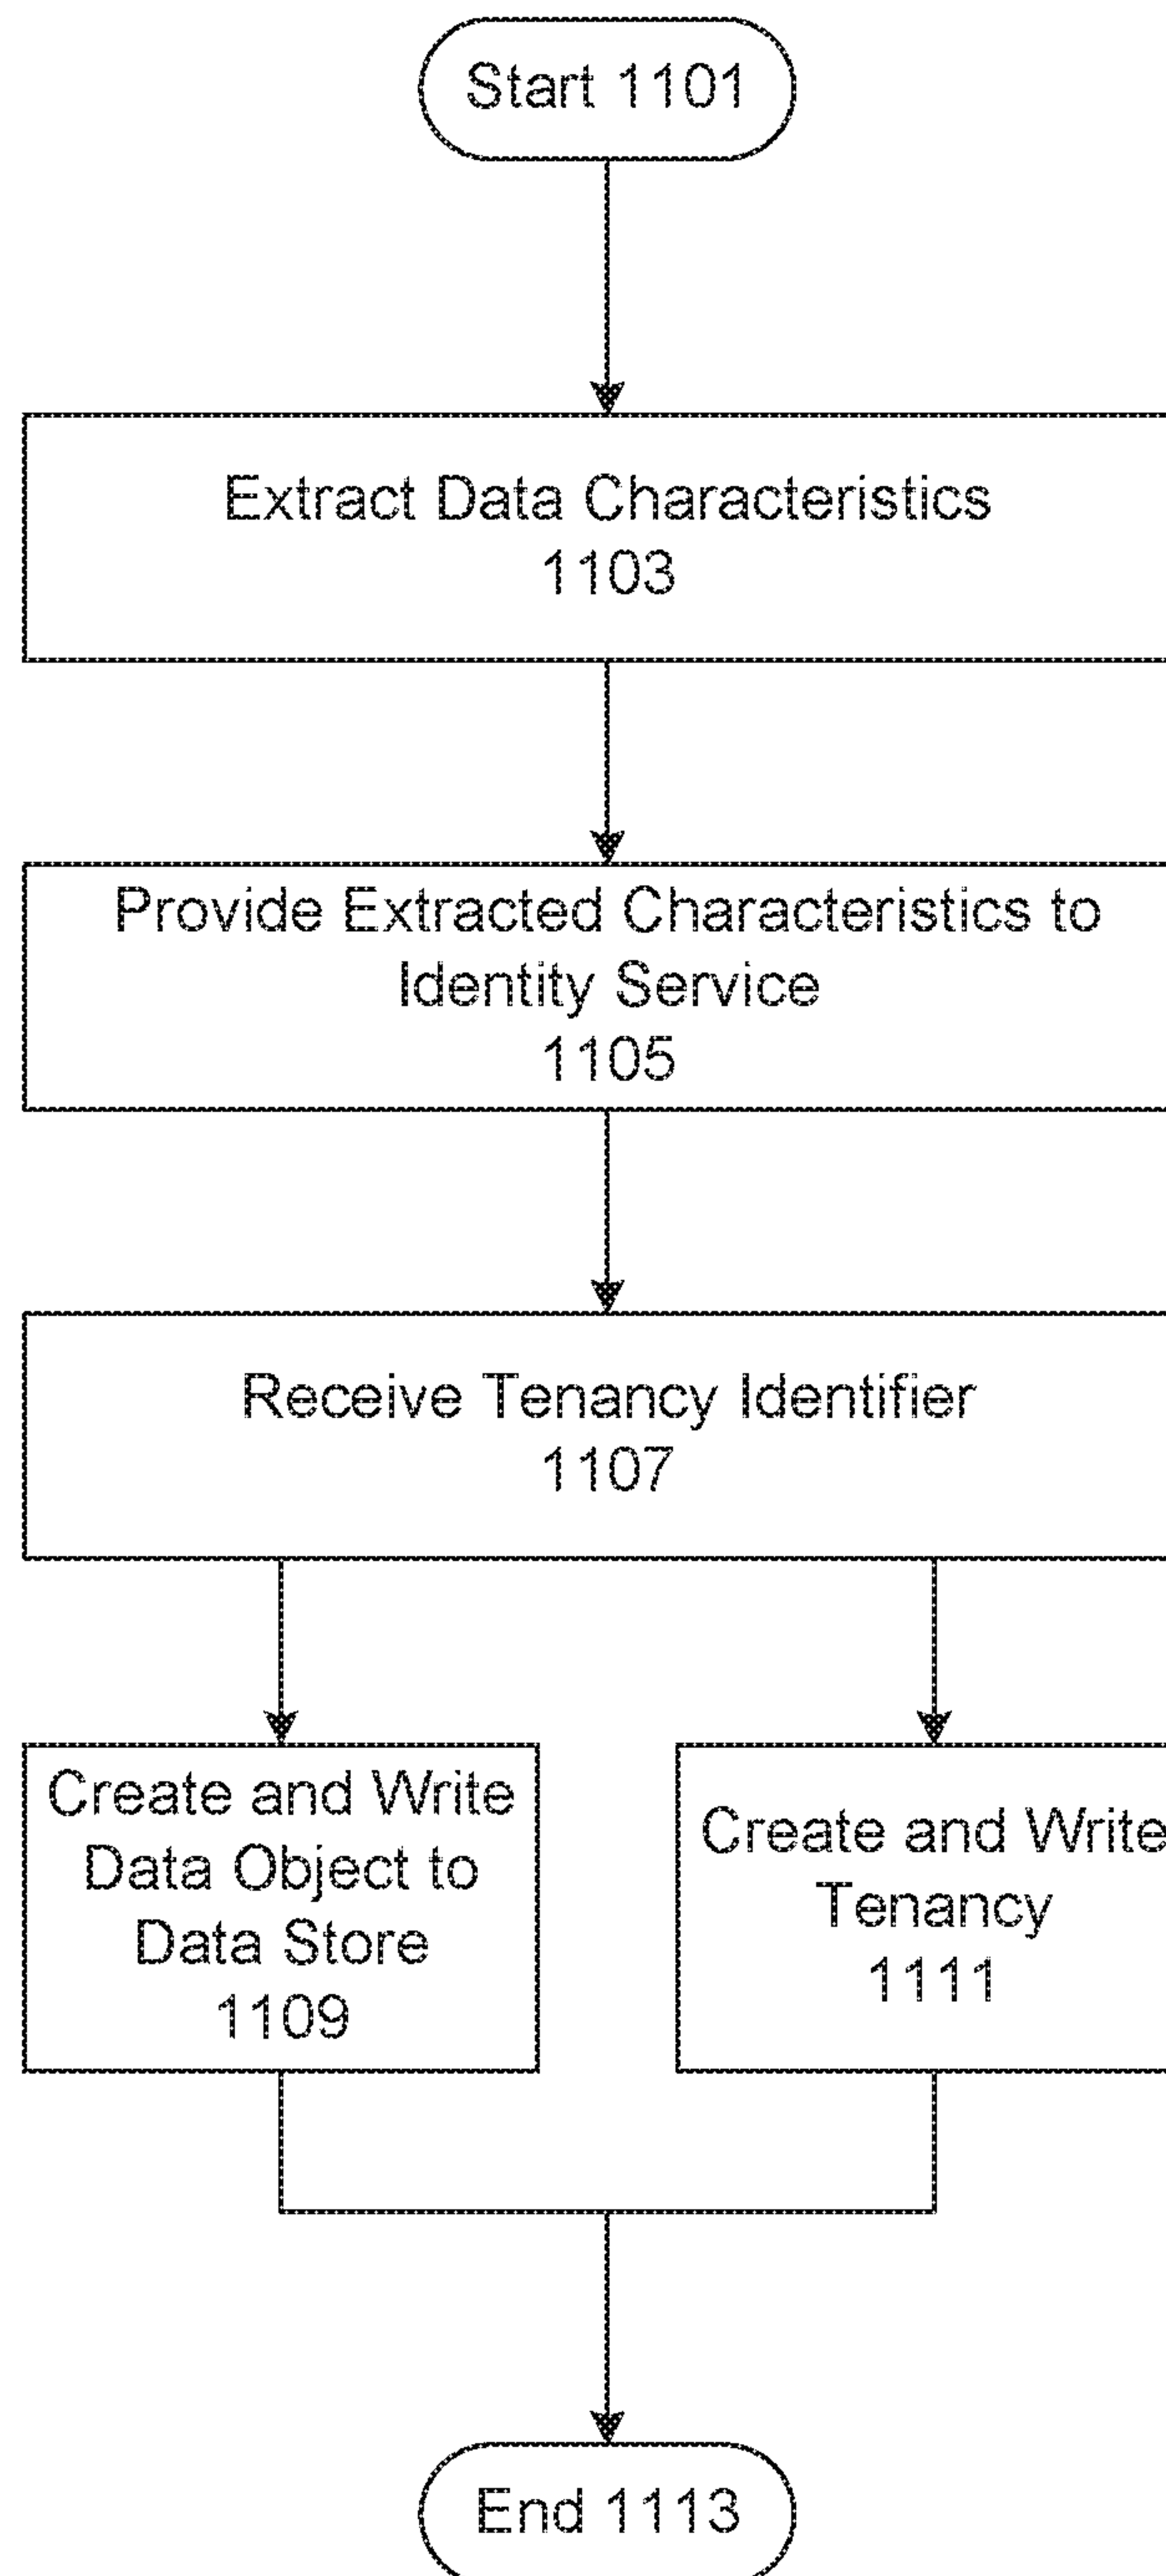 Start 1101
Extract Data Characteristics
1103
Provide Extracted Characteristics to
Identity Service
1105
Receive Tenancy Identifier
1107
Create and Write
Data Object to
Data Store
1109
Create and Write
Tenancy
1111
End 1113